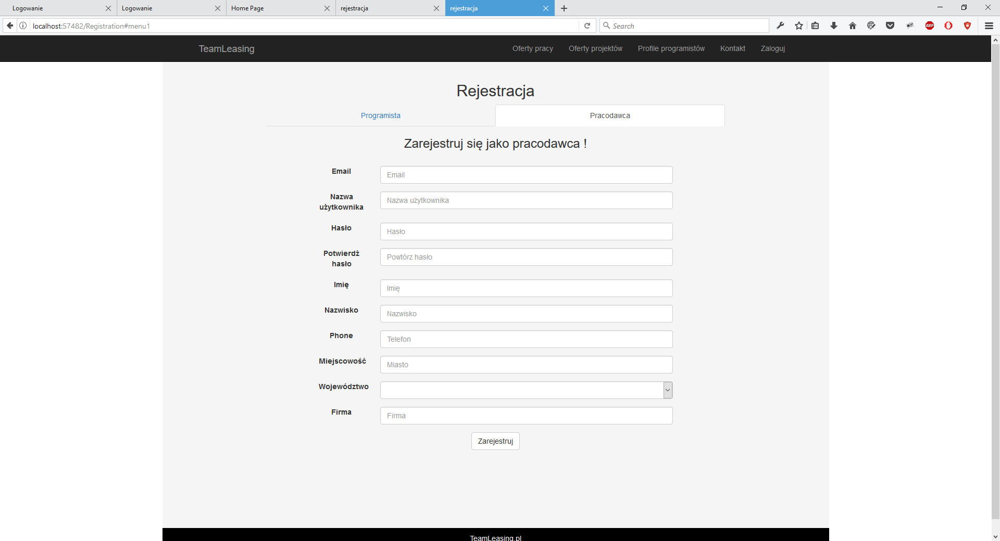 Logowanie
Logowanie
Home Page
rejestracja
rejestracja
localhost:57482/Registration#menu1
Search
ABP
TeamLeasing
Oferty pracy
Oferty projektów
Profile programistów
Kontakt
Zaloguj
Rejestracja
Programista
Pracodawca
Zarejestruj się jako pracodawca !
Email
Email
Nazwa
użytkownika
Nazwa użytkownika
Hasło
Hasło
Potwierdź
hasło
Powtórz hasło
Imię
Imię
Nazwisko
Nazwisko
Phone
Telefon
Miejscowość
Miasto
Województwo
Firma
Firma
Zarejestruj
TeamLeasing.pl